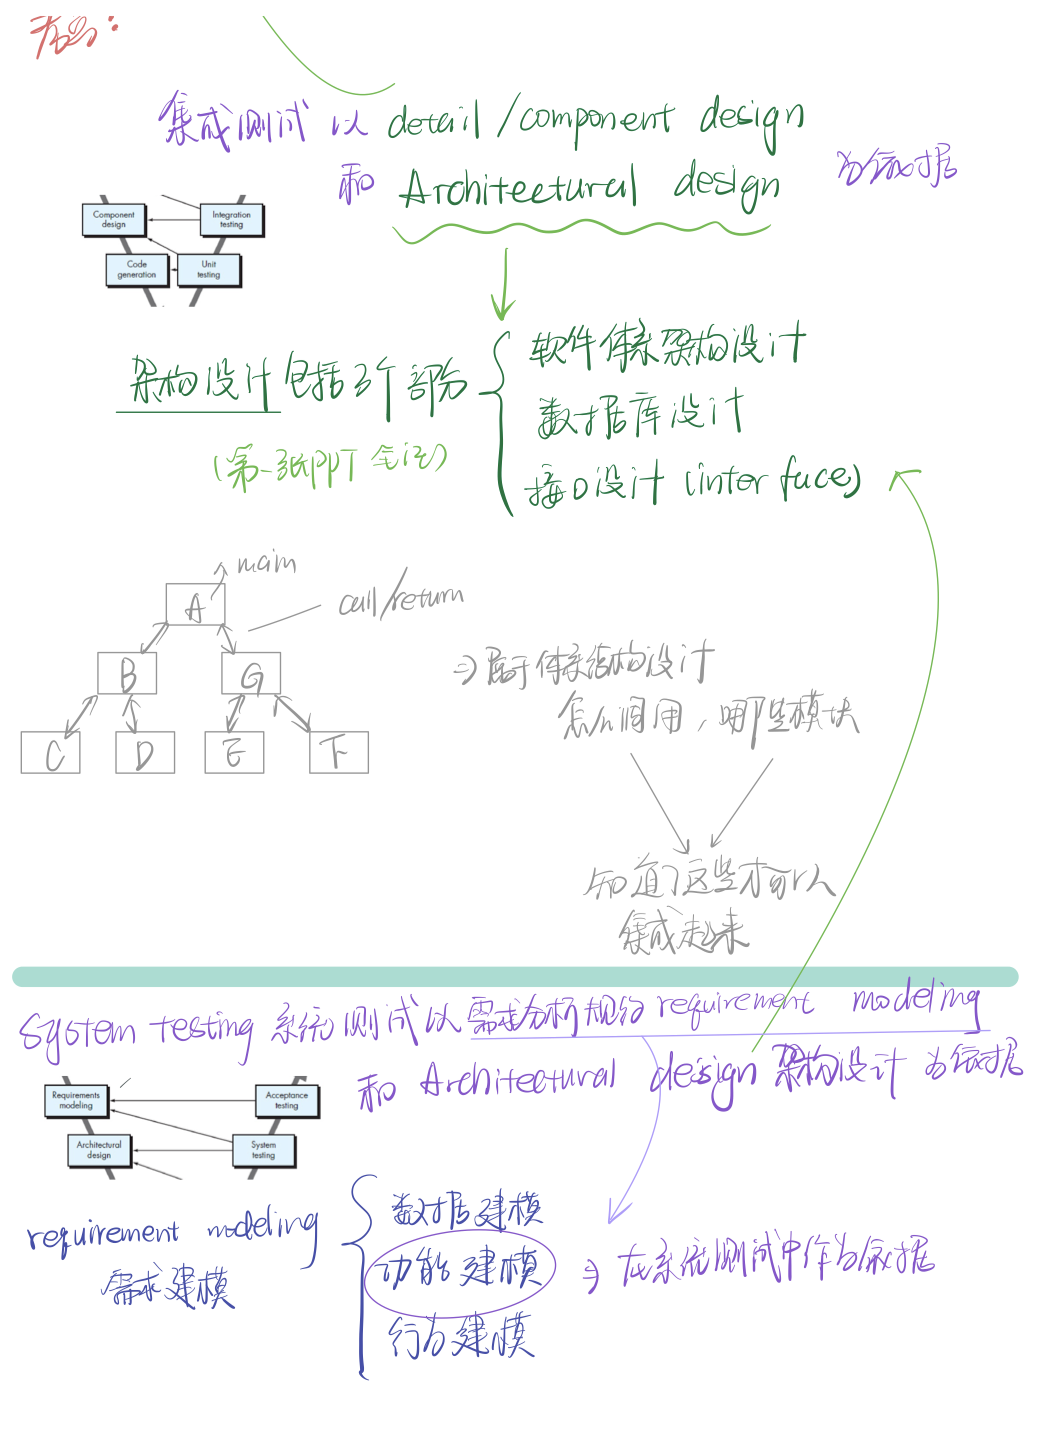 考点：
集成测试 以 detail/component design
和 Architectural design 为依据
Component design
Integration testing
Code generation
Unit testing
架构设计包括3个部分
软件体系架构设计
数据库设计
接口设计 (interface)
(第一张PPT 全注)
main
A
call/return
B
G
C
D
E
F
⇒ 属于体系结构设计
怎么调用，哪些模块
知道了这些才可以
集成起来
System testing 系统测试以需求分析规约 requirement modeling
和 Architectural design 架构设计 为依据
Requirements modeling
Acceptance testing
Architectural design
System testing
requirement modeling
需求建模
数据建模
功能建模
行为建模
⇒ 在系统测试中作为依据